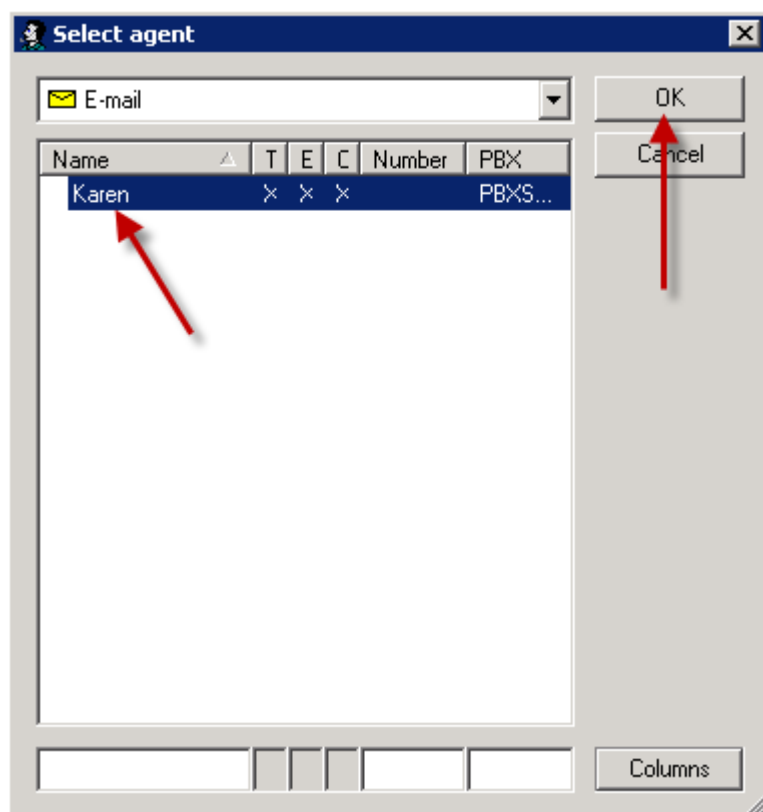 Select agent
E-mail
OK
Cancel
Name T E C Number PBX
Karen × × × PBXS...
Columns